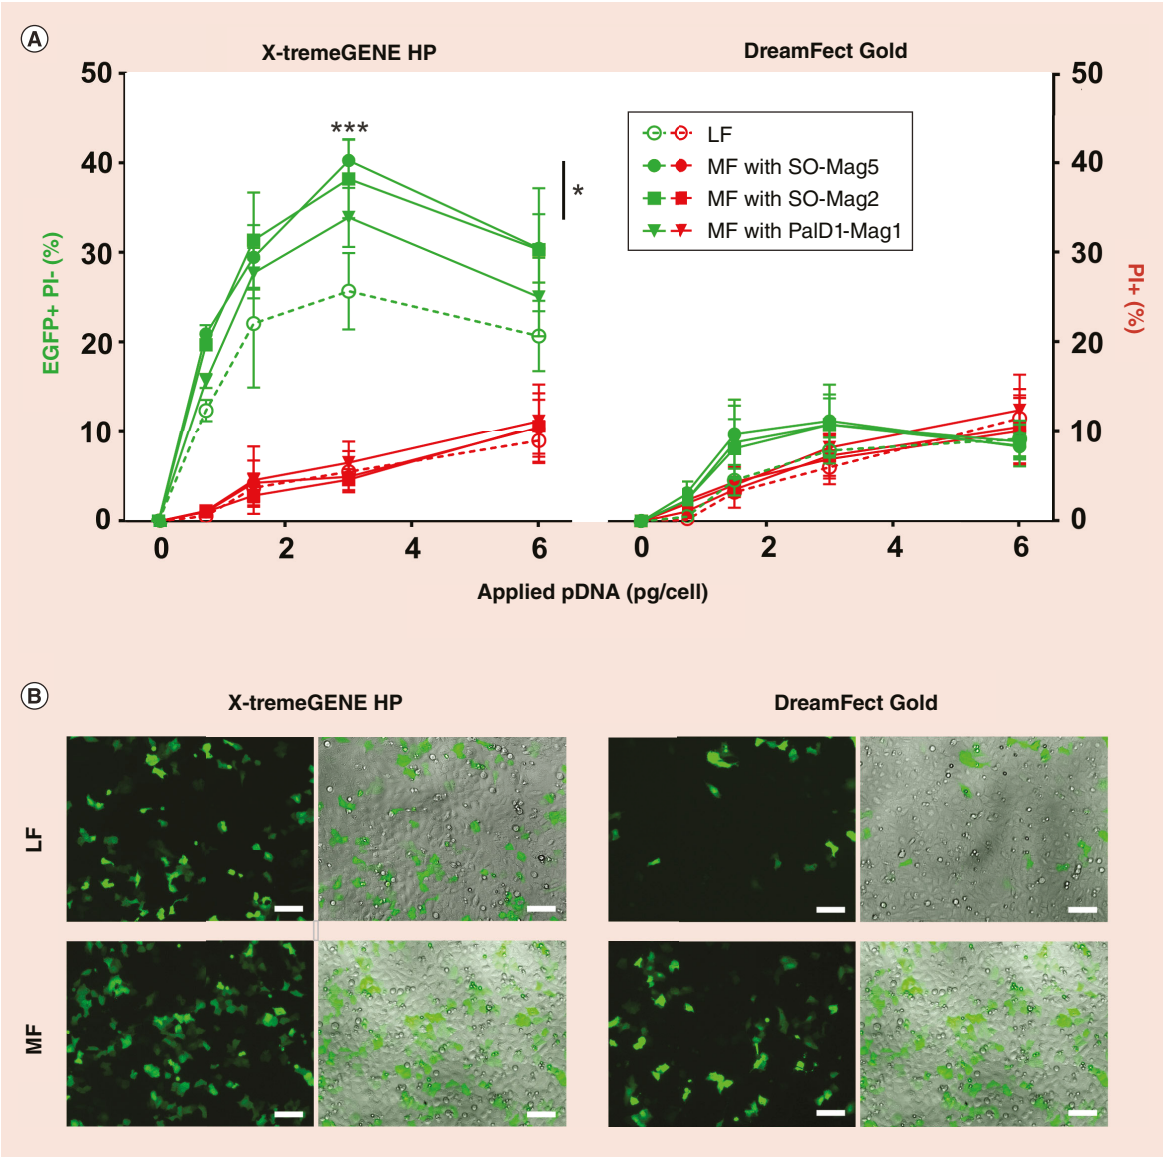 A
X-tremeGENE HP
DreamFect Gold
50
40
30
20
10
0
EGFP+ PI- (%)
***
*
LF
MF with SO-Mag5
MF with SO-Mag2
MF with PalD1-Mag1
50
40
30
20
10
0
PI+ (%)
0 2 4 6
0 2 4 6
Applied pDNA (pg/cell)
B
X-tremeGENE HP
DreamFect Gold
LF
MF